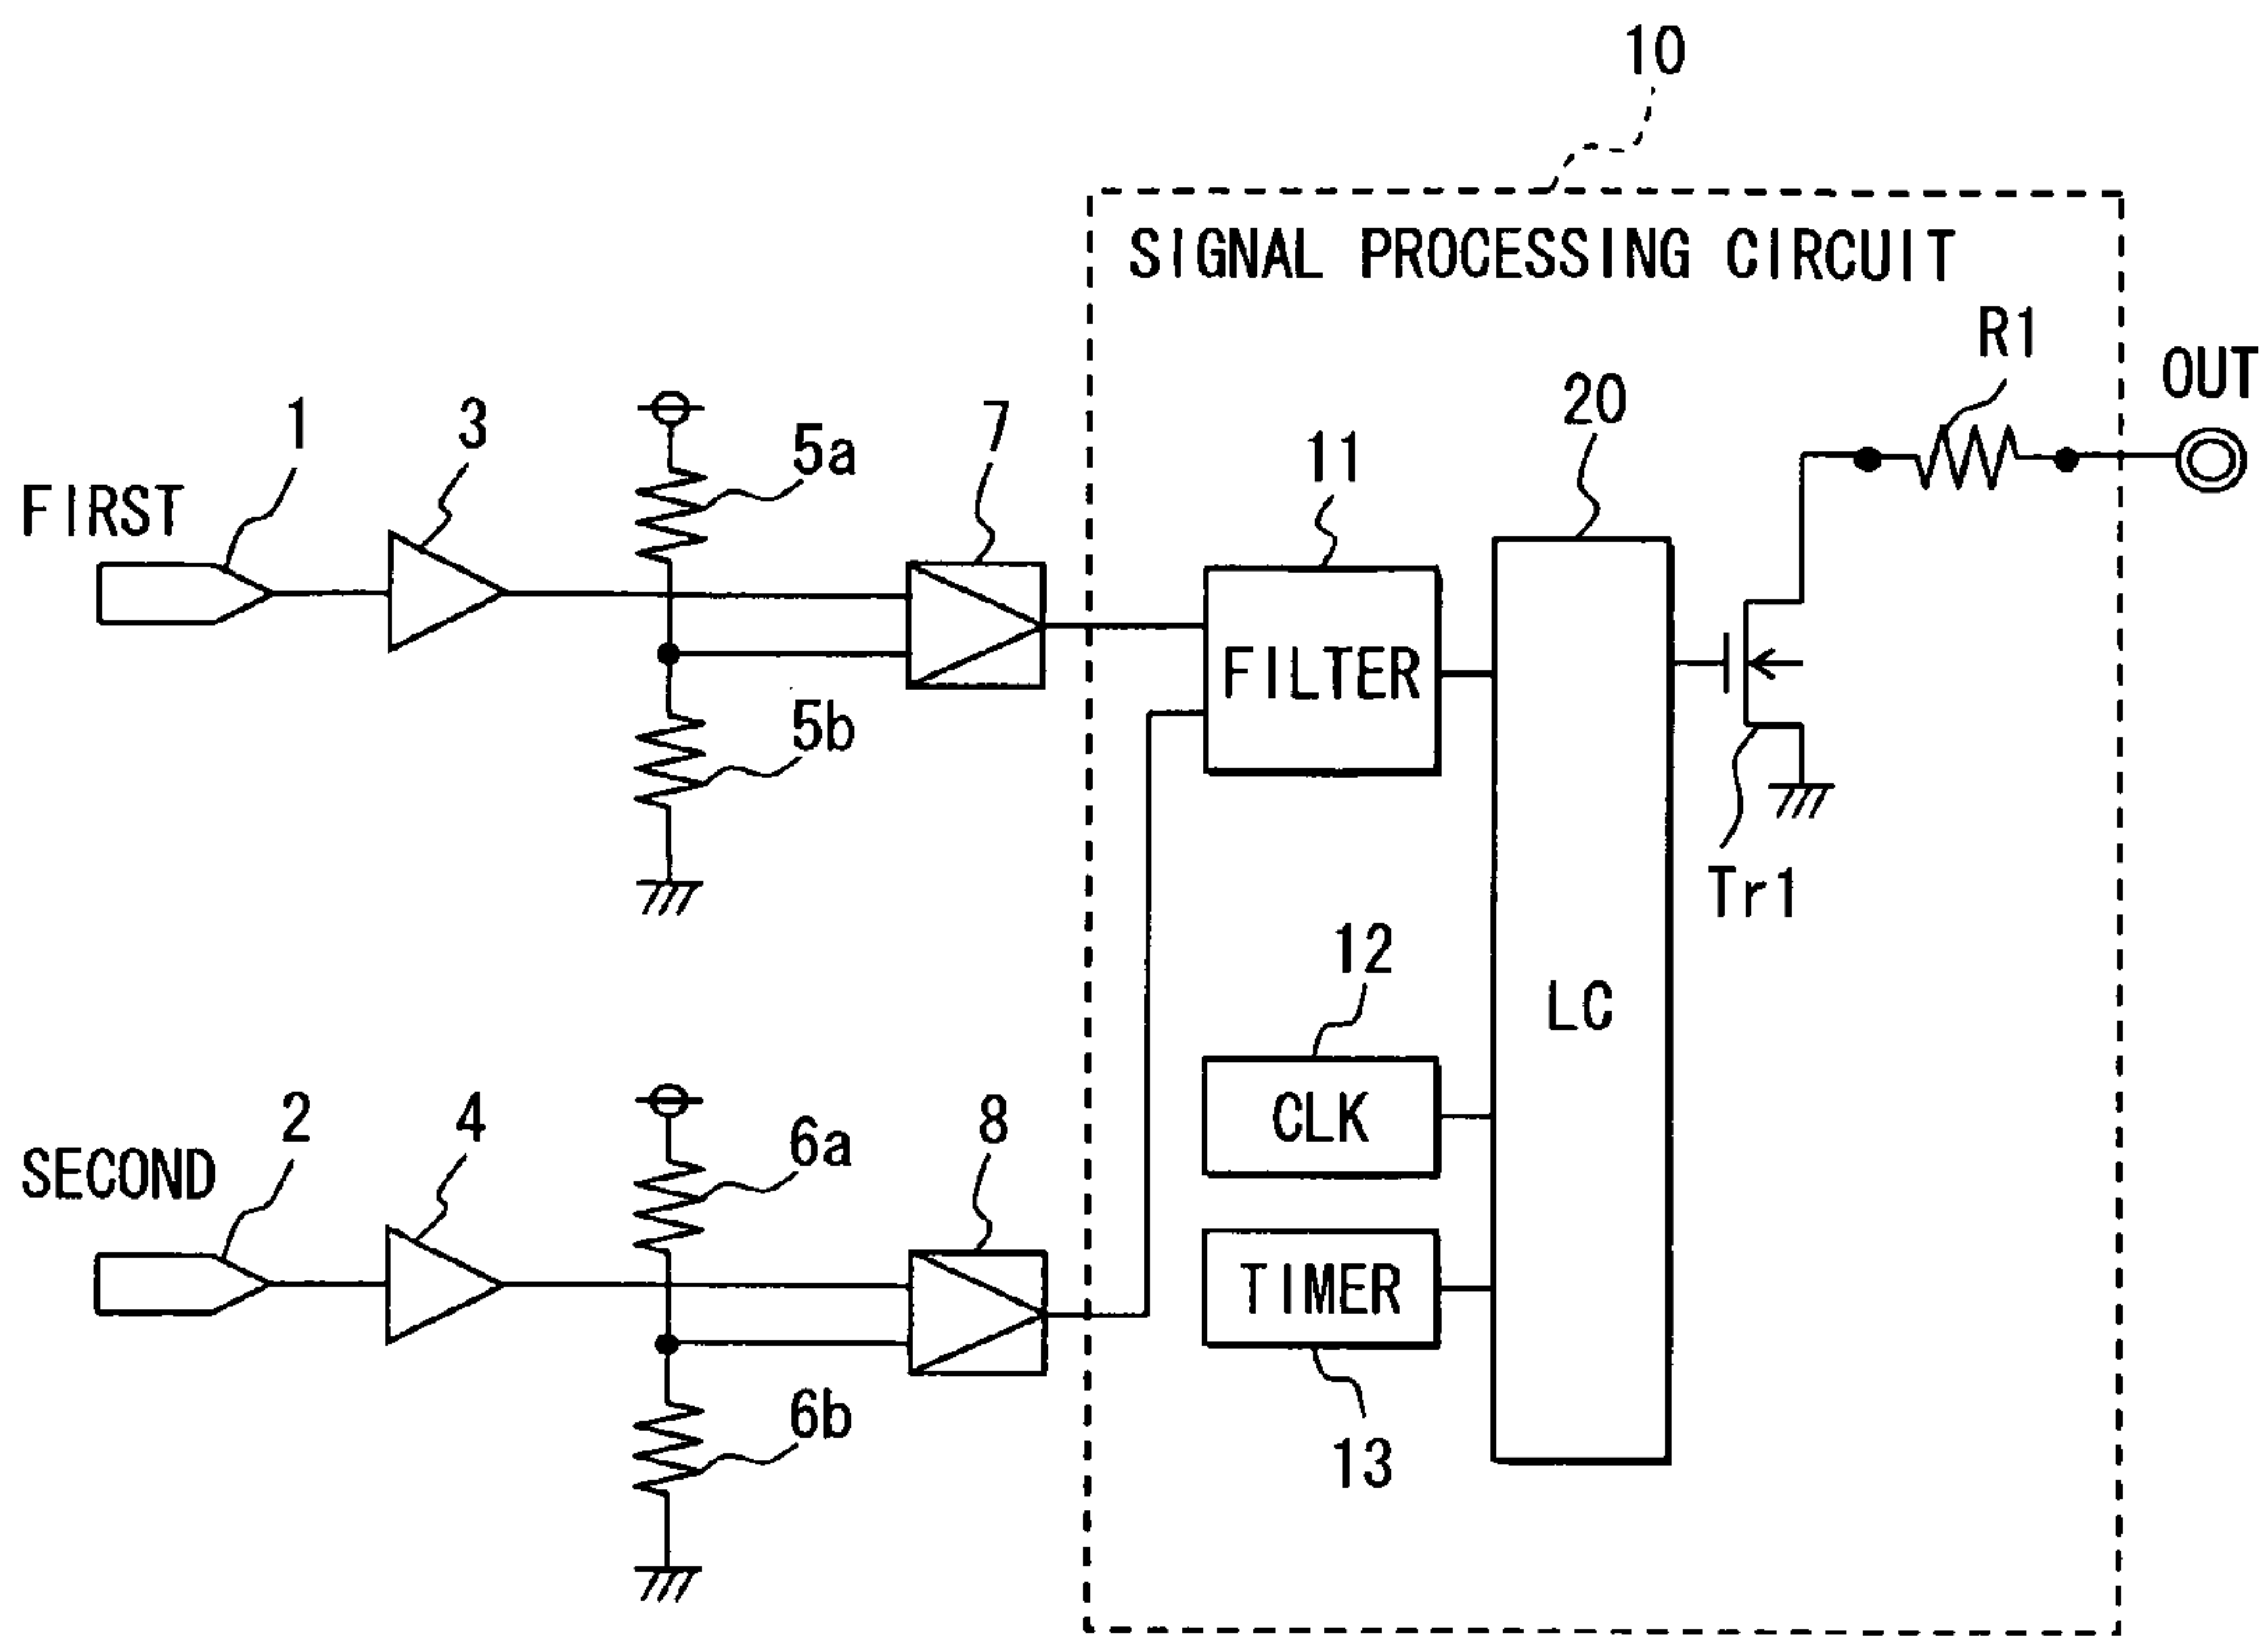 10
SIGNAL PROCESSING CIRCUIT
R1
OUT
20
1
3
5a
7
11
FIRST
FILTER
5b
Tr1
12
LC
CLK
2
4
6a
8
SECOND
TIMER
6b
13